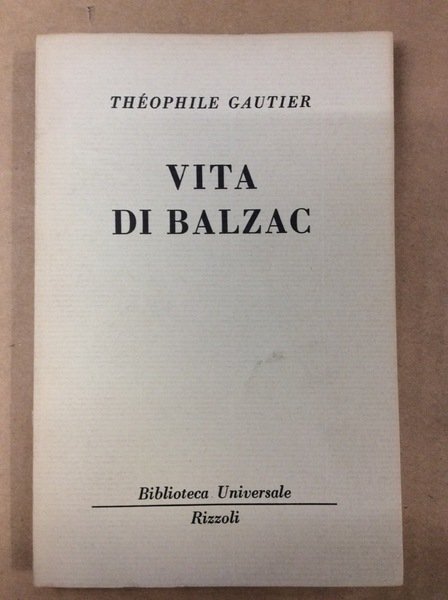 THÉOPHILE GAUTIER
VITA
DI BALZAC
Biblioteca Universale
Rizzoli